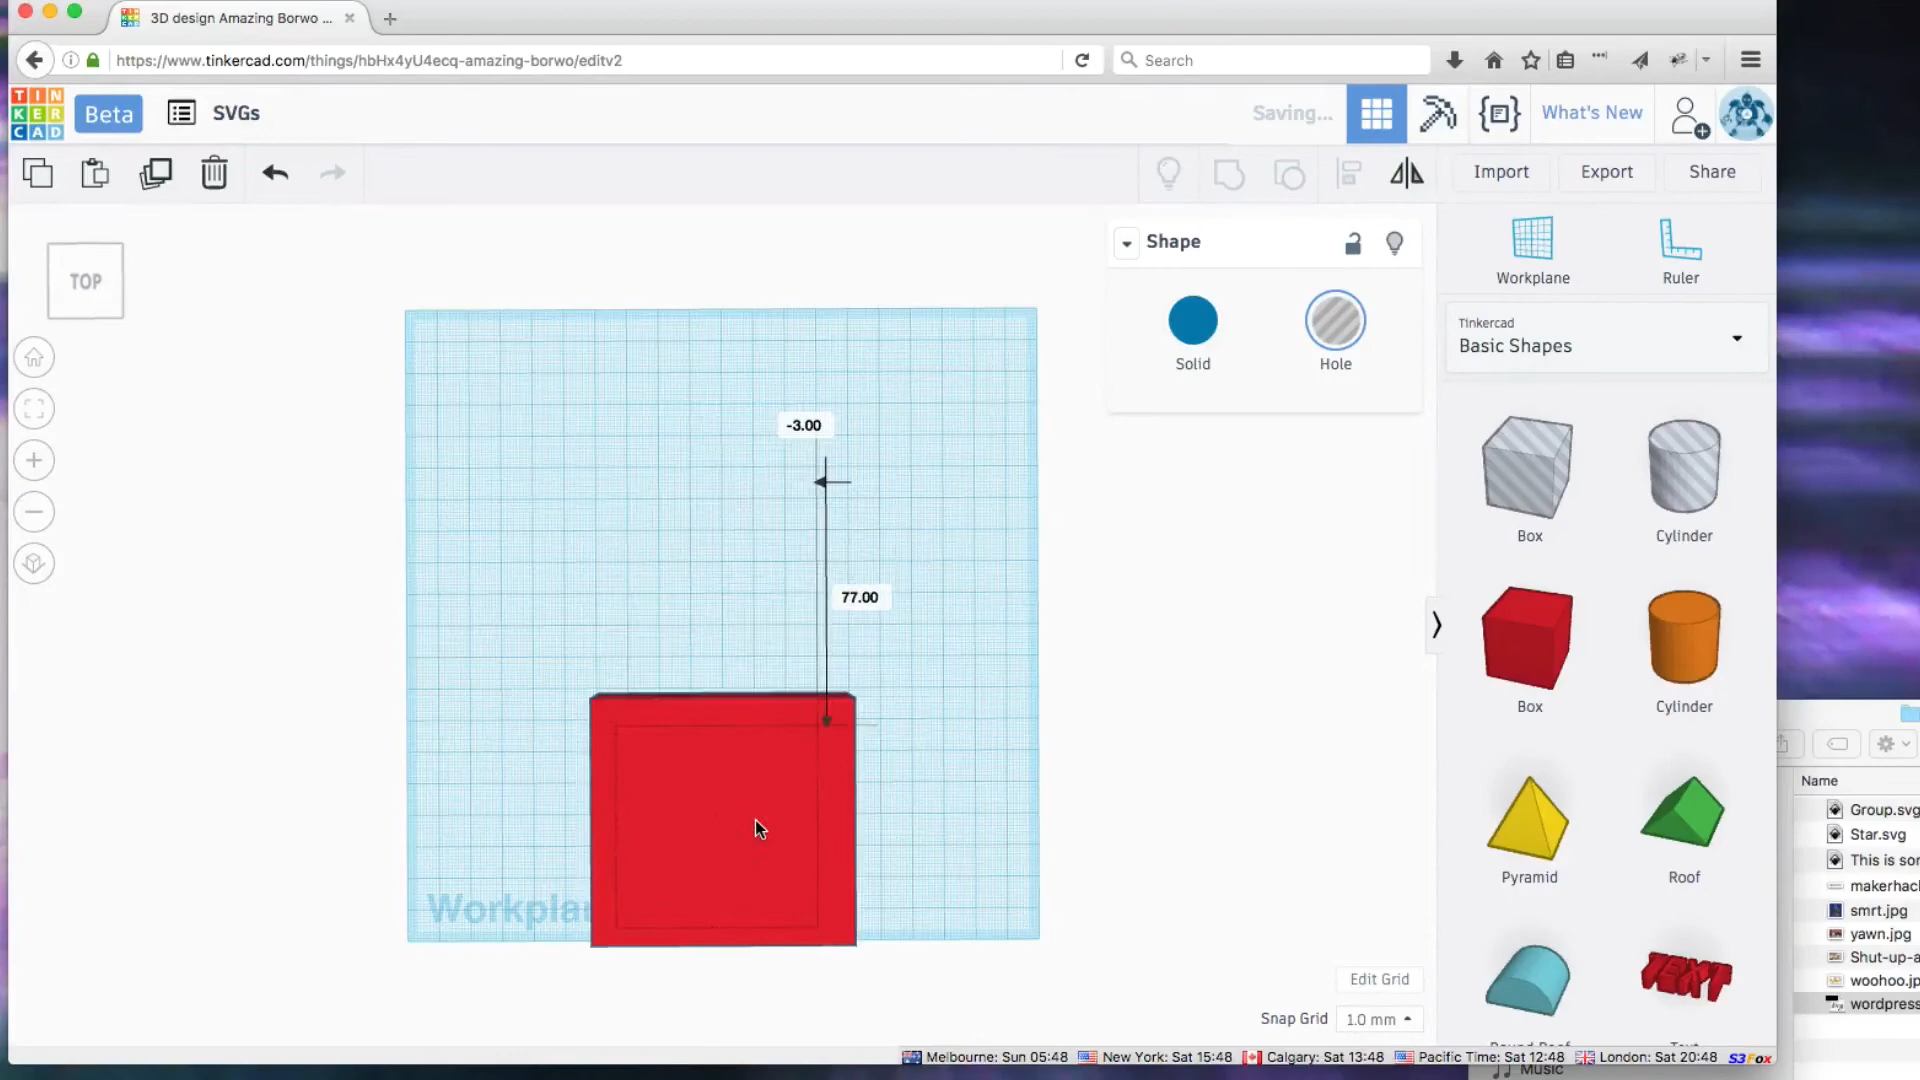 3D design Amazing Borwo ...
https://www.tinkercad.com/things/hbHx4yU4ecq-amazing-borwo/editv2
Search
TIN
KER
CAD
Beta
SVGs
Saving...
What's New
Import
Export
Share
TOP
Shape
Solid
Hole
Workplane
Ruler
Tinkercad
Basic Shapes
-3.00
77.00
Box
Cylinder
Box
Cylinder
Pyramid
Roof
TEXT
Workpla
Edit Grid
Snap Grid
1.0 mm
Name
Group.svg
Star.svg
This is sor
makerhack
smrt.jpg
yawn.jpg
Shut-up-a
woohoo.jp
wordpress
Melbourne: Sun 05:48
New York: Sat 15:48
Calgary: Sat 13:48
Pacific Time: Sat 12:48
London: Sat 20:48
S3Fox
Music